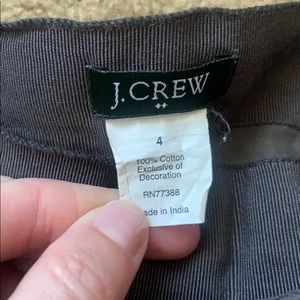 J.CREW
4
100% Cotton
Exclusive of
Decoration
RN77388
ade in India